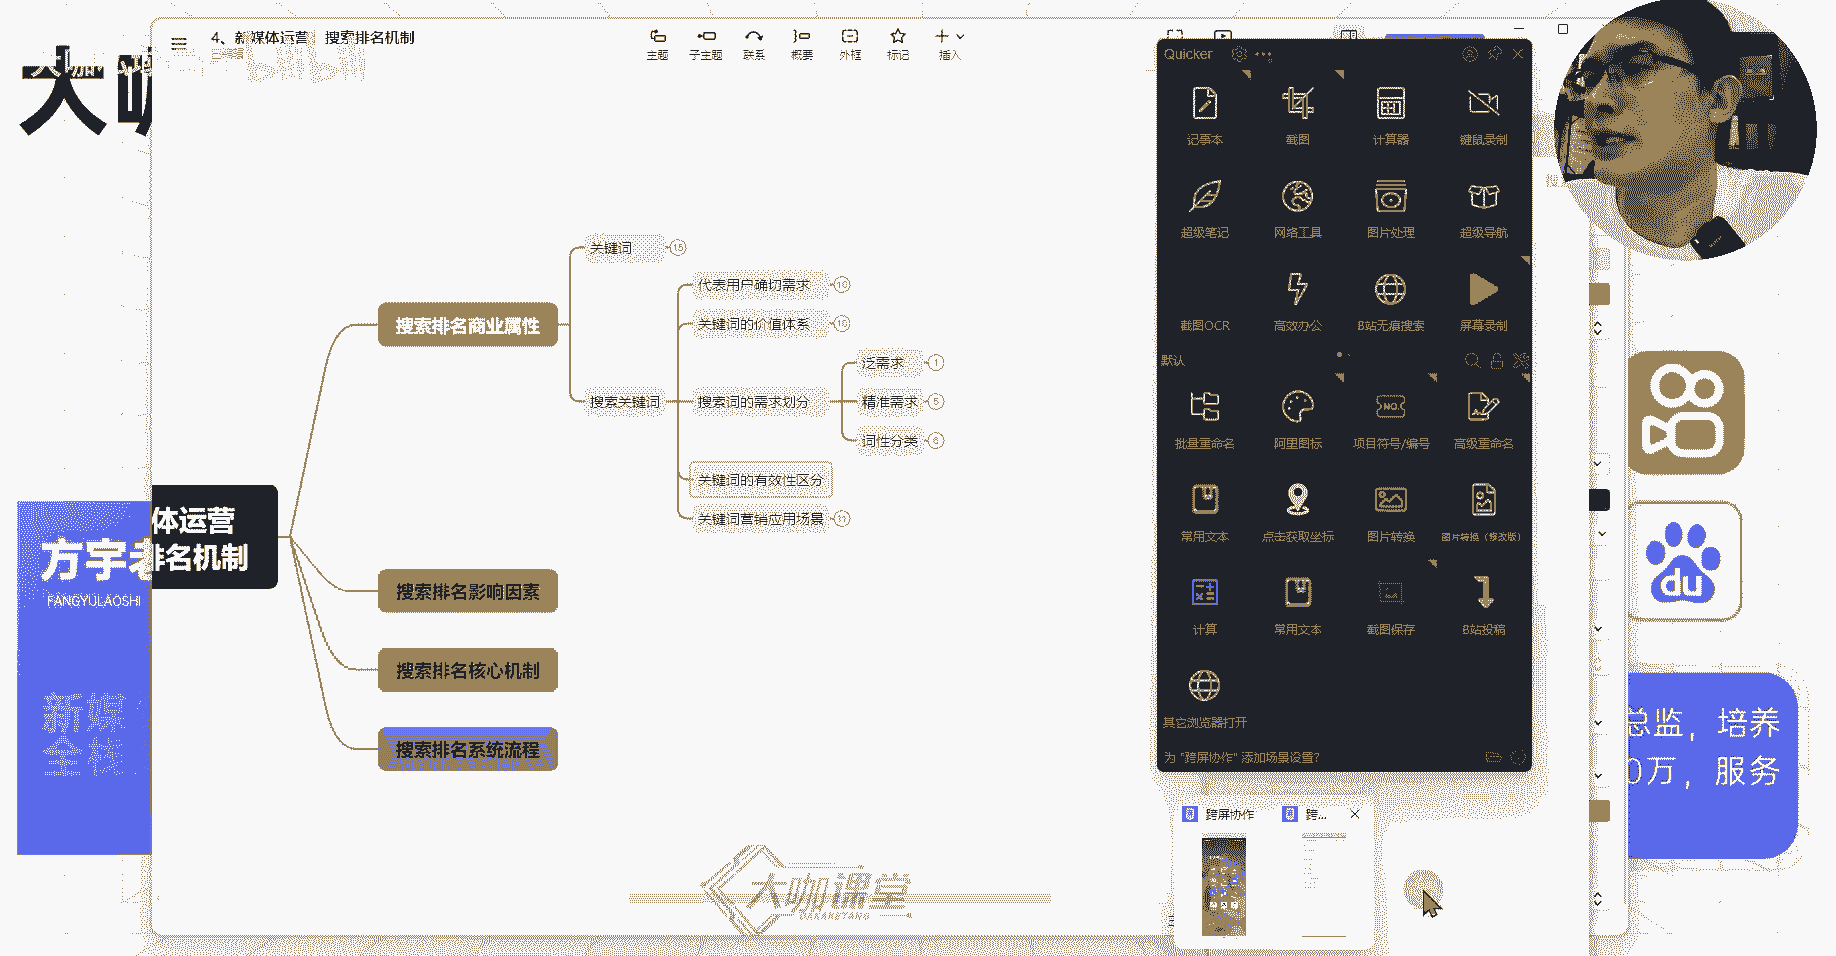 4、新媒体运营 搜索排名机制
主题
子主题
联系
概要
外框
标记
插入
大咖
体运营
排名机制
搜索排名商业属性
关键词
15
搜索关键词
代表用户确切需求
关键词的价值体系
搜索词的需求划分
泛需求
1
精准需求
5
词性分类
6
关键词的有效性区分
关键词营销应用场景
搜索排名影响因素
搜索排名核心机制
搜索排名系统流程
方宇老
FANGYULAOSHI
新媒
全栈
Quicker
记事本
截图
计算器
键鼠录制
超级笔记
网络工具
图片处理
超级导航
截图OCR
高效办公
B站无痕搜索
屏幕录制
默认
批量重命名
阿里图标
NO.
项目符号/编号
高级重命名
常用文本
点击获取坐标
图片转换
图片转换（修改版）
计算
常用文本
截图保存
B站投稿
其它浏览器打开
为 "跨屏协作" 添加场景设置?
跨屏协作
跨...
du
总监，培养
0万，服务
大咖课堂
DAKAKETANG